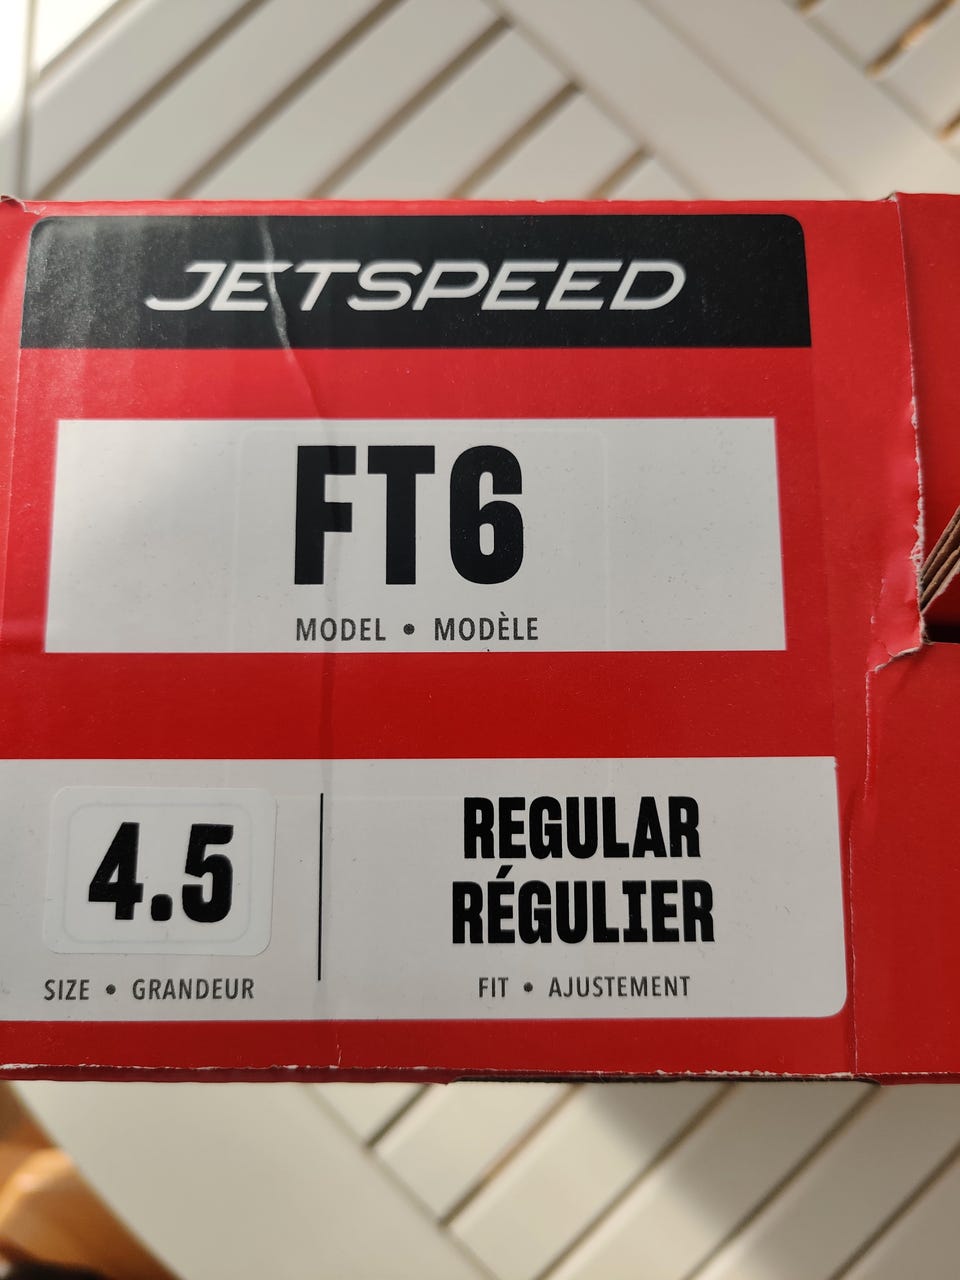 JETSPEED
FT6
MODEL • MODÈLE
4.5
SIZE • GRANDEUR
REGULAR
RÉGULIER
FIT • AJUSTEMENT